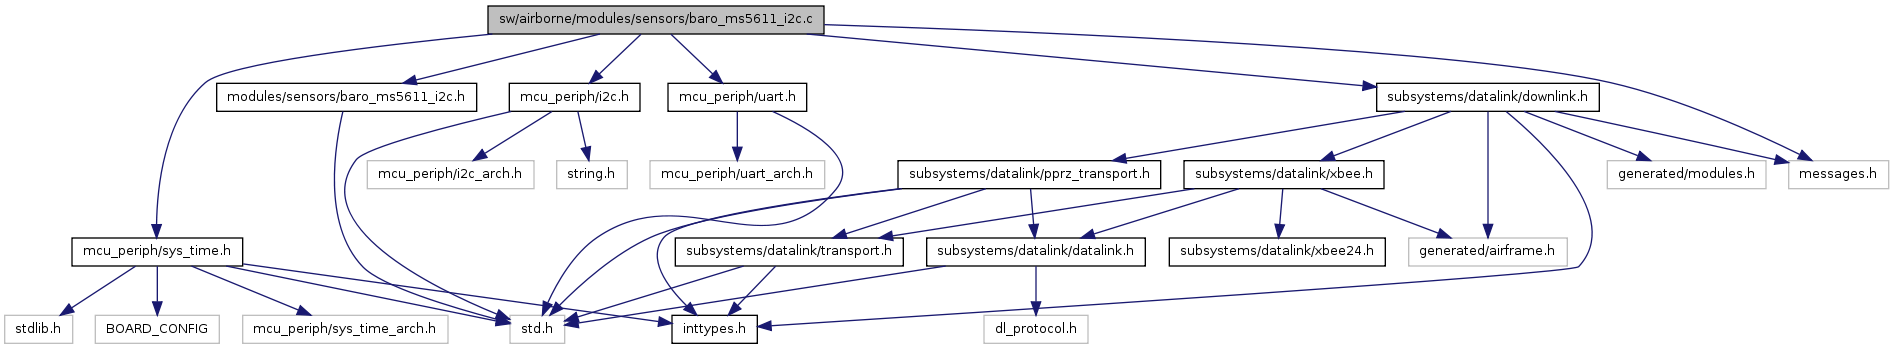 sw/airborne/modules/sensors/baro_ms5611_i2c.c
modules/sensors/baro_ms5611_i2c.h
mcu_periph/i2c.h
mcu_periph/uart.h
subsystems/datalink/downlink.h
mcu_periph/i2c_arch.h
string.h
mcu_periph/uart_arch.h
subsystems/datalink/pprz_transport.h
subsystems/datalink/xbee.h
generated/modules.h
messages.h
mcu_periph/sys_time.h
subsystems/datalink/transport.h
subsystems/datalink/datalink.h
subsystems/datalink/xbee24.h
generated/airframe.h
stdlib.h
BOARD_CONFIG
mcu_periph/sys_time_arch.h
std.h
inttypes.h
dl_protocol.h